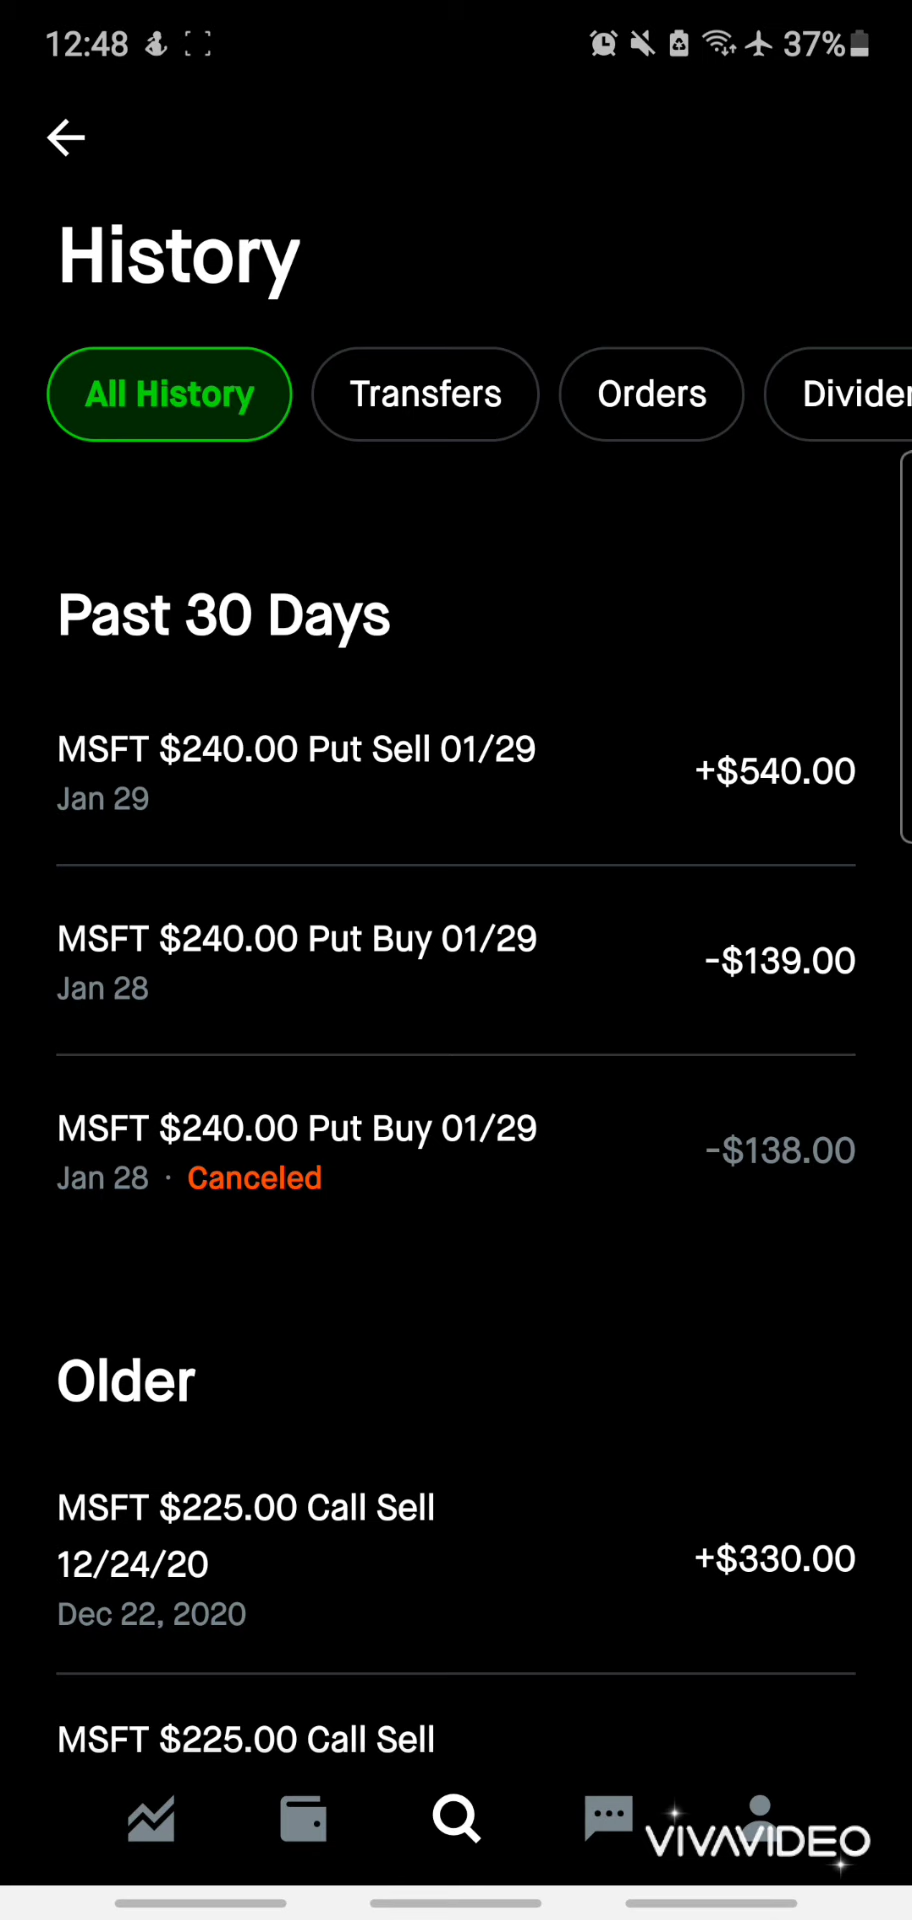 12:48 37%
History
All History Transfers Orders Divide
Past 30 Days
MSFT $240.00 Put Sell 01/29
+$540.00
Jan 29
MSFT $240.00 Put Buy 01/29
-$139.00
Jan 28
MSFT $240.00 Put Buy 01/29
-$138.00
Jan 28 · Canceled
Older
MSFT $225.00 Call Sell
12/24/20
+$330.00
Dec 22, 2020
MSFT $225.00 Call Sell
VIVAVIDEO